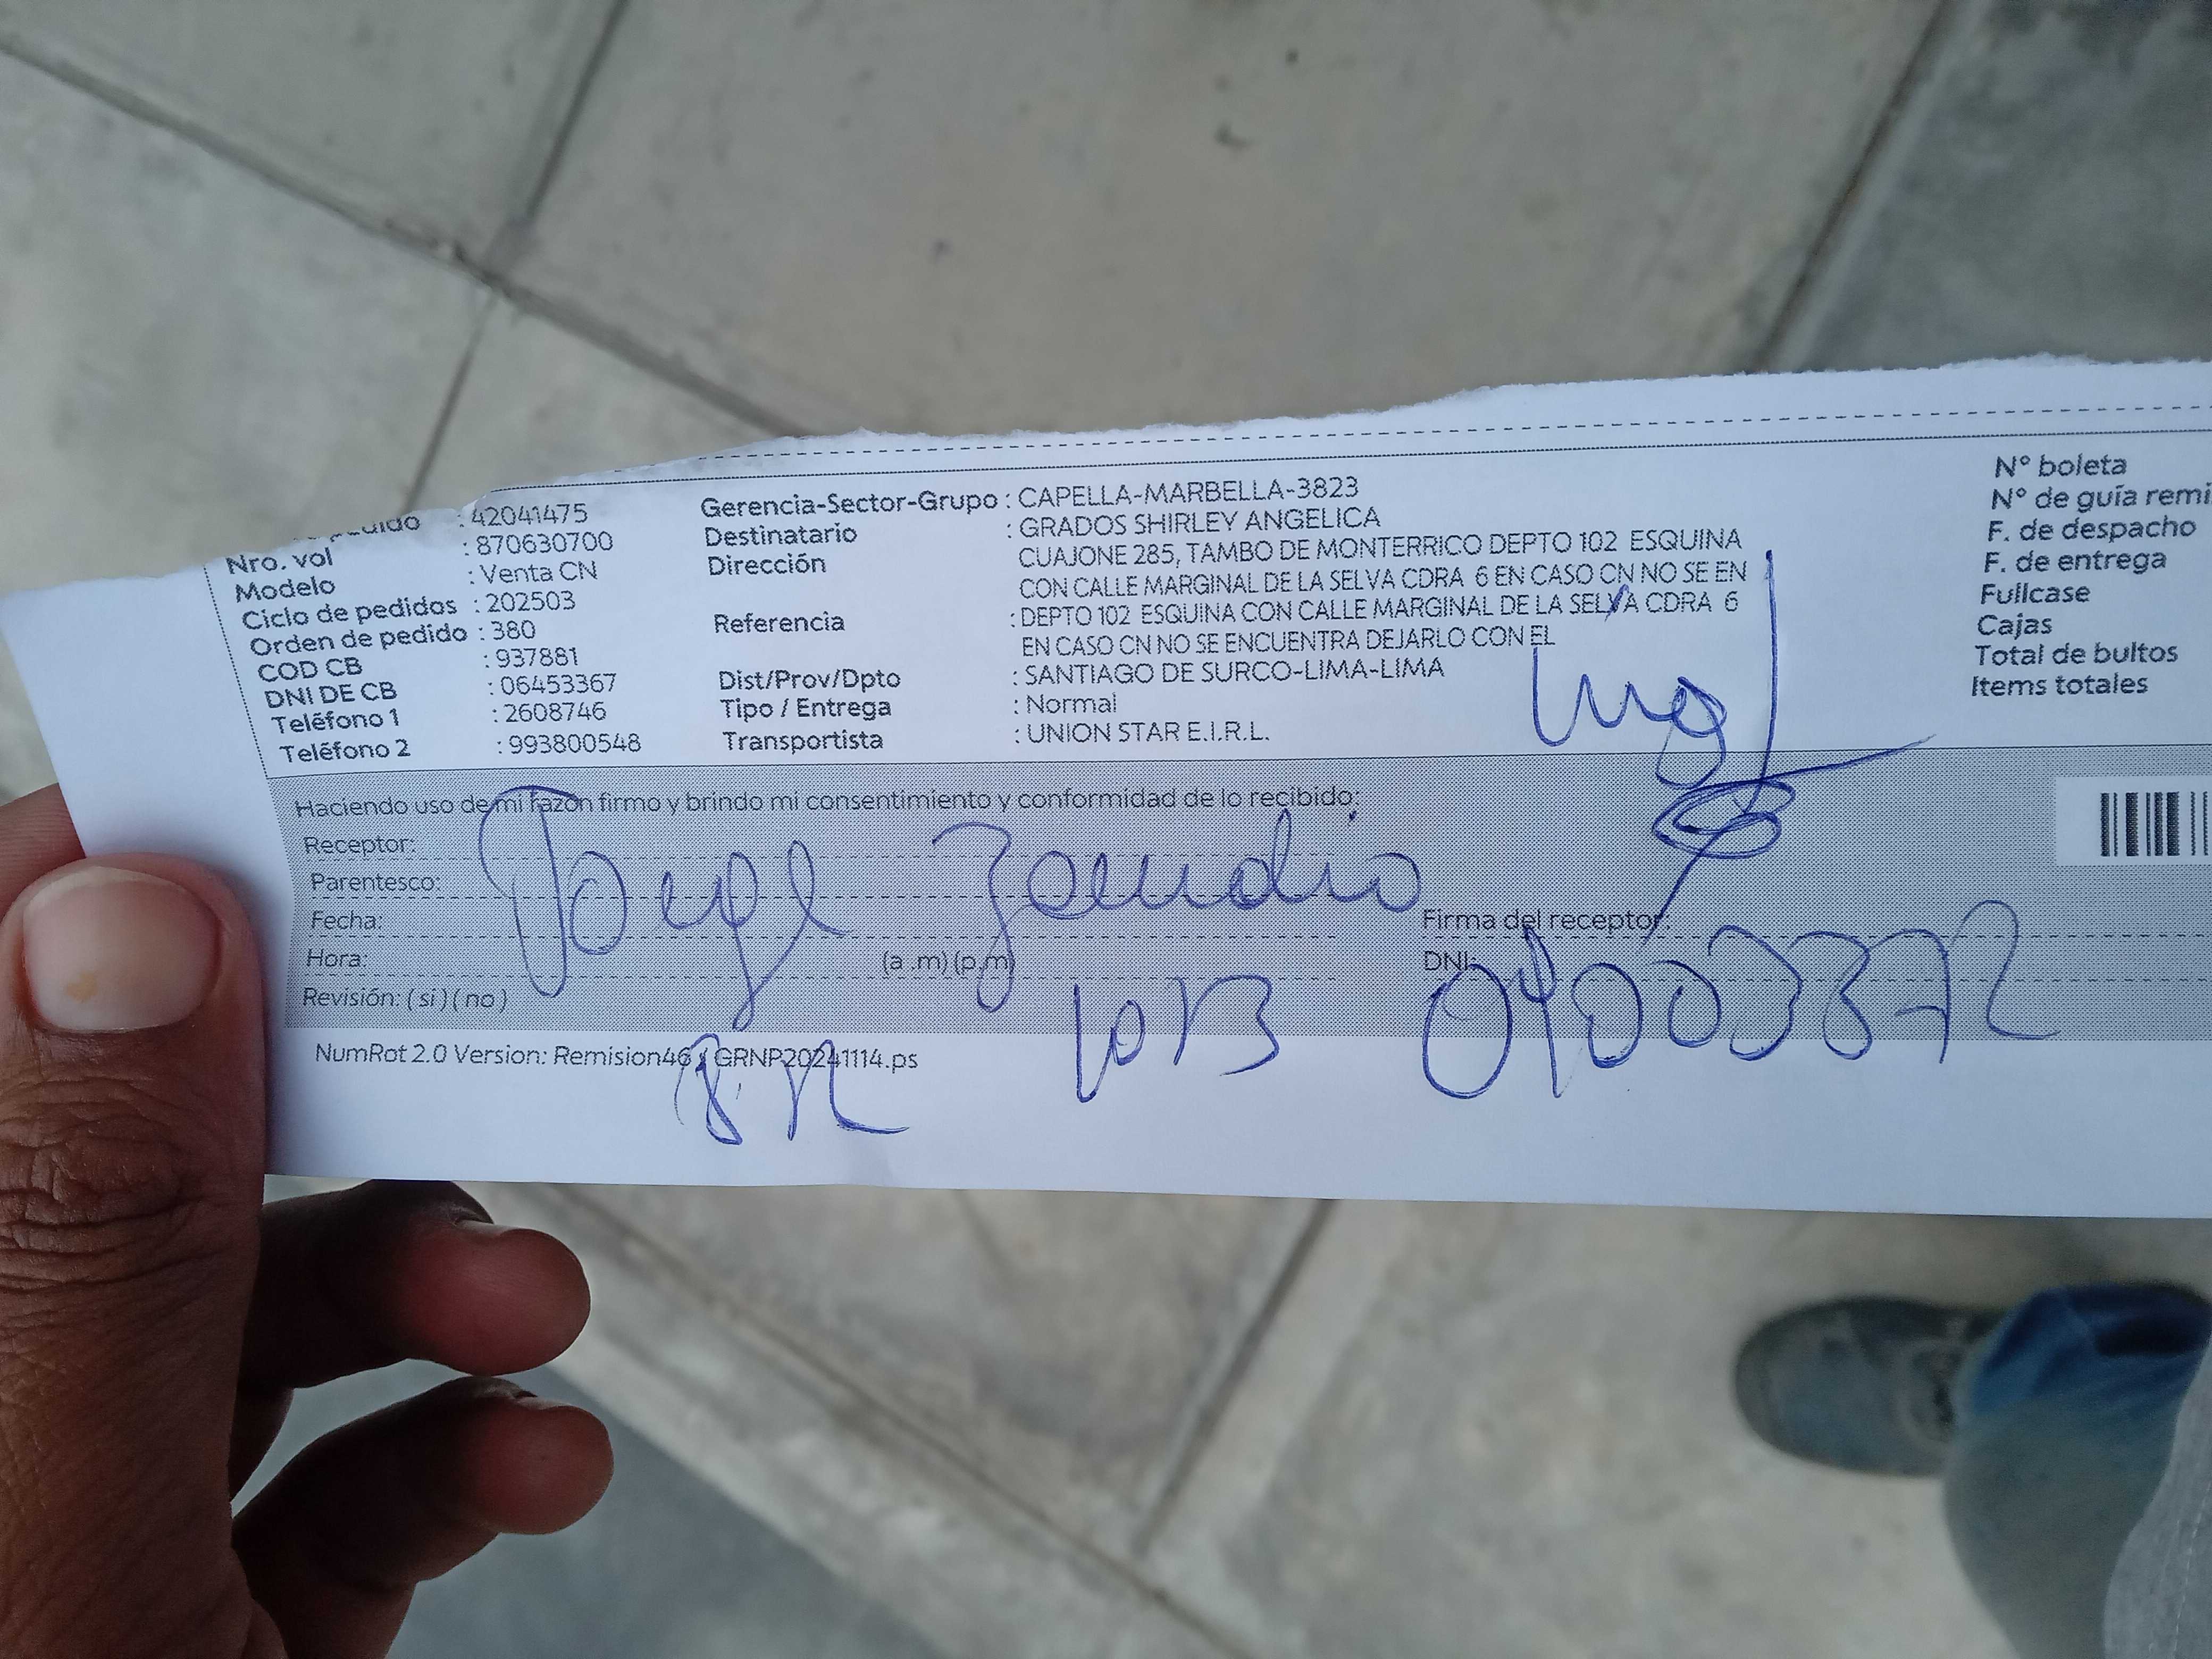 : 42041475
Nro. vol : 870630700
Modelo : Venta CN
Ciclo de pedidos : 202503
Orden de pedido : 380
COD CB : 937881
DNI DE CB : 06453367
Teléfono 1 : 2608746
Teléfono 2 : 993800548
Gerencia-Sector-Grupo : CAPELLA-MARBELLA-3823
Destinatario : GRADOS SHIRLEY ANGELICA
Dirección CUAJONE 285, TAMBO DE MONTERRICO DEPTO 102 ESQUINA
CON CALLE MARGINAL DE LA SELVA CDRA 6 EN CASO CN NO SE EN
Referencia : DEPTO 102 ESQUINA CON CALLE MARGINAL DE LA SELVA CDRA 6
EN CASO CN NO SE ENCUENTRA DEJARLO CON EL
Dist/Prov/Dpto : SANTIAGO DE SURCO-LIMA-LIMA
Tipo / Entrega : Normal
Transportista : UNION STAR E.I.R.L.
N° boleta
N° de guía remi
F. de despacho
F. de entrega
Fullcase
Cajas
Total de bultos
Items totales
Haciendo uso de mi razón firmo y brindo mi consentimiento y conformidad de lo recibido:
Receptor:
Parentesco:
Jorge
Fecha:
Firma del receptor:
Hora: (a .m) (p.m)
DNI:
Revisión: ( si ) ( no )
NumRot 2.0 Version: Remision46 / GRNP20241114.ps